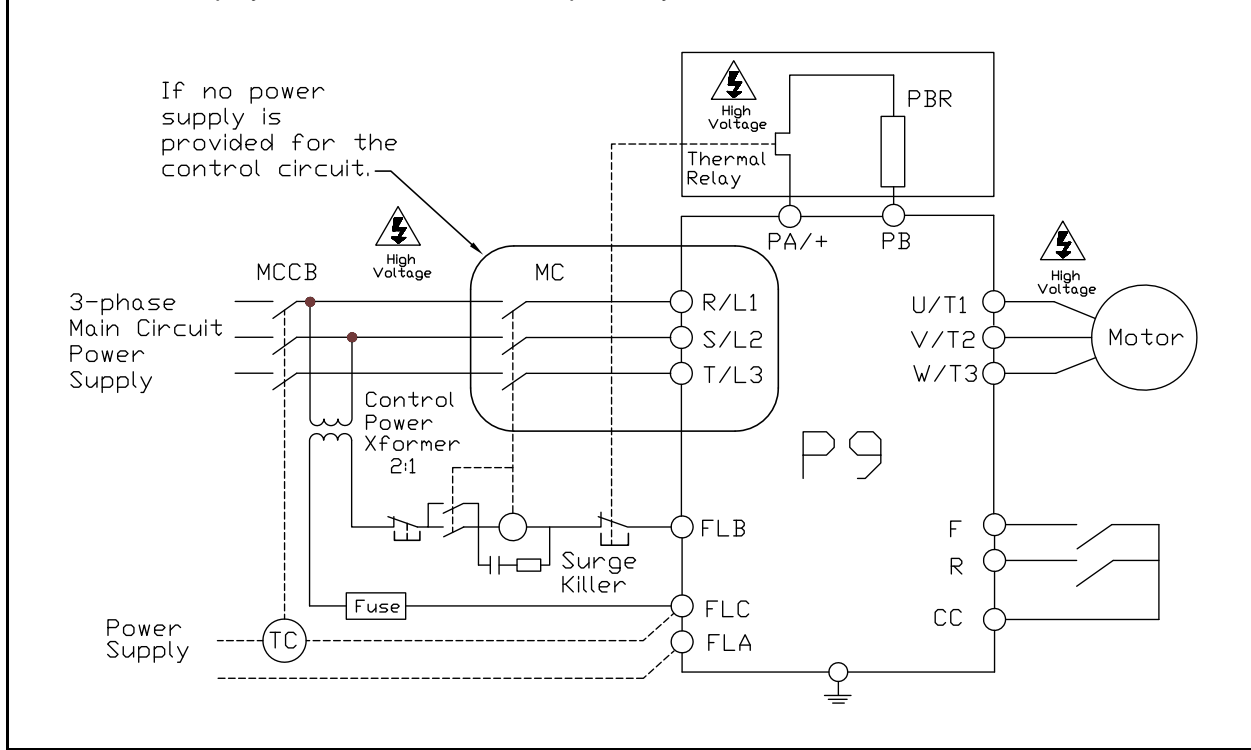 If no power
supply is
provided for the
control circuit.
High
Voltage
PBR
Thermal
Relay
PA/+
PB
High
Voltage
High
Voltage
MCCB
MC
3-phase
Main Circuit
Power
Supply
R/L1
S/L2
T/L3
U/T1
V/T2
W/T3
Motor
Control
Power
Xformer
2:1
P9
FLB
Surge
Killer
F
R
CC
Fuse
FLC
FLA
Power
Supply
TC